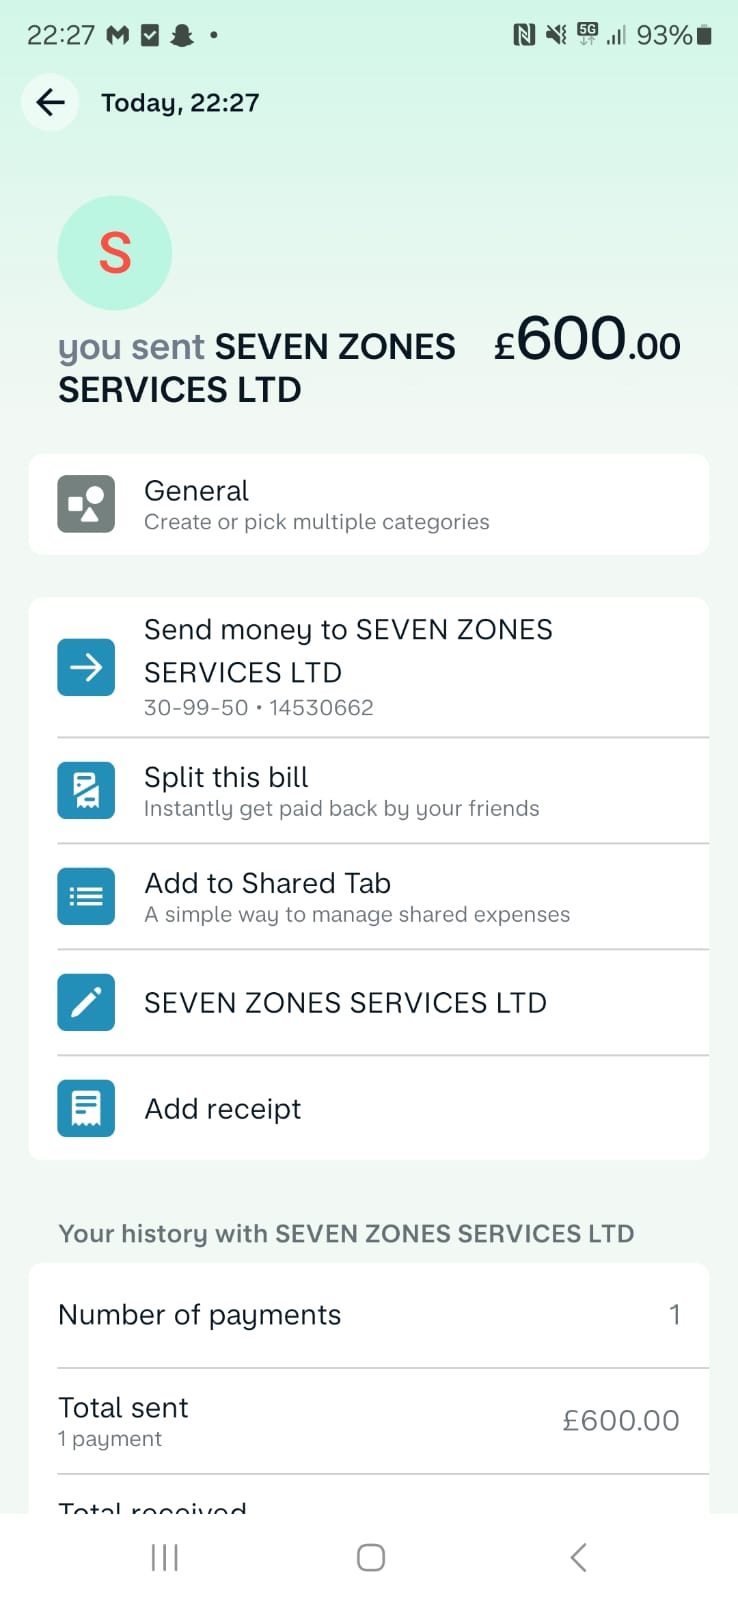 22:27
5G
93%
Today, 22:27
S
you sent SEVEN ZONES £600.00
SERVICES LTD
General
Create or pick multiple categories
Send money to SEVEN ZONES
SERVICES LTD
30-99-50 • 14530662
Split this bill
Instantly get paid back by your friends
Add to Shared Tab
A simple way to manage shared expenses
SEVEN ZONES SERVICES LTD
Add receipt
Your history with SEVEN ZONES SERVICES LTD
Number of payments 1
Total sent £600.00
1 payment
Total received